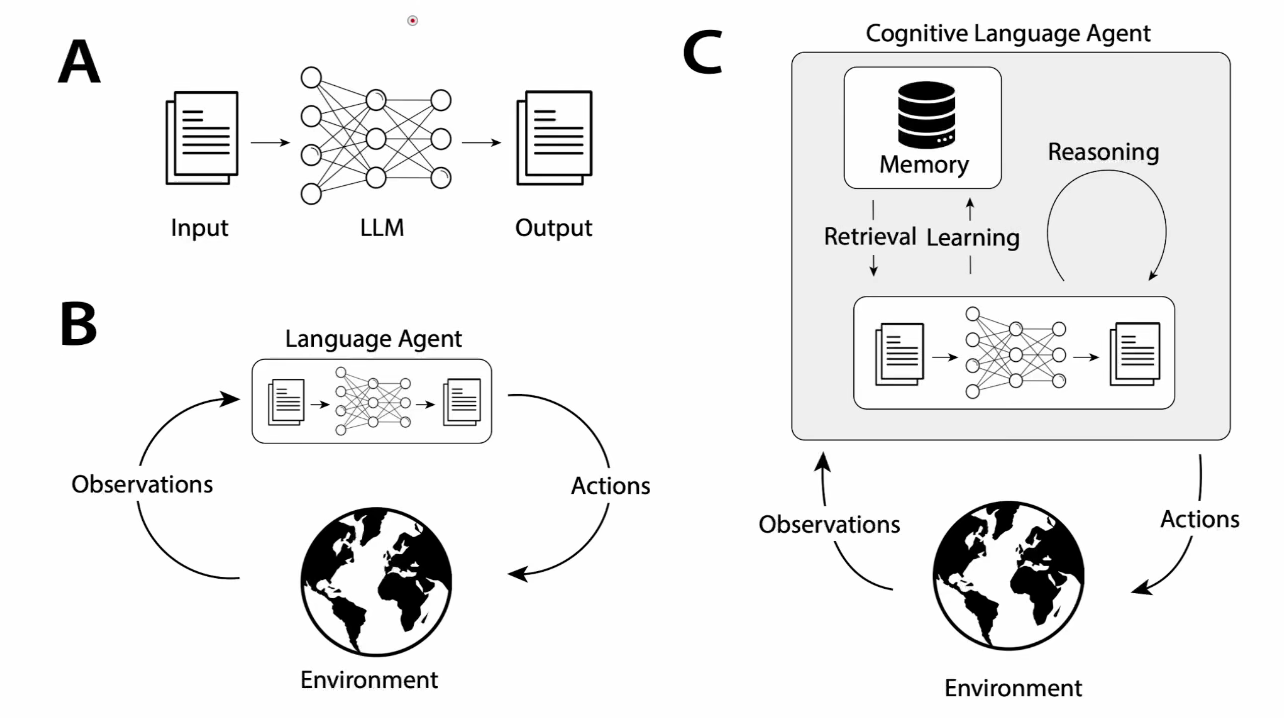 A
Input
LLM
Output
B
Language Agent
Observations
Actions
Environment
C
Cognitive Language Agent
Memory
Reasoning
Retrieval
Learning
Observations
Actions
Environment